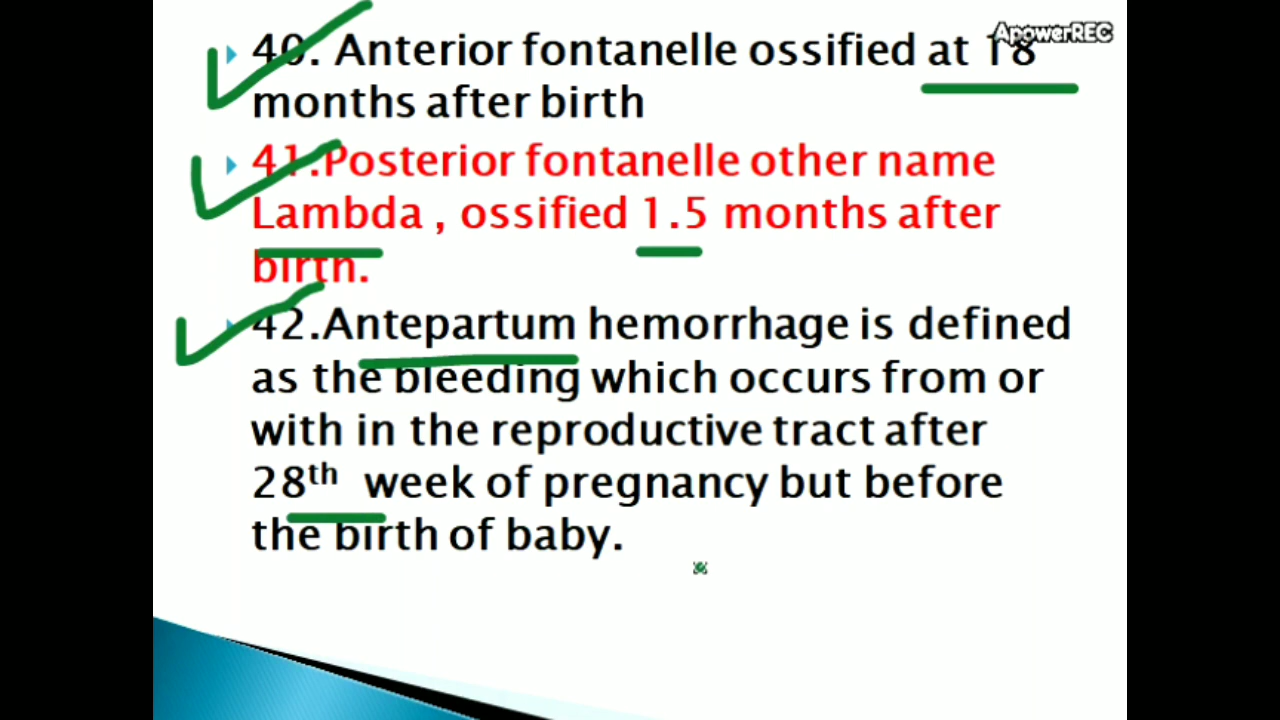 ApowerREC
40. Anterior fontanelle ossified at 18
months after birth
41.Posterior fontanelle other name
Lambda , ossified 1.5 months after
birth.
42.Antepartum hemorrhage is defined
as the bleeding which occurs from or
with in the reproductive tract after
28th week of pregnancy but before
the birth of baby.